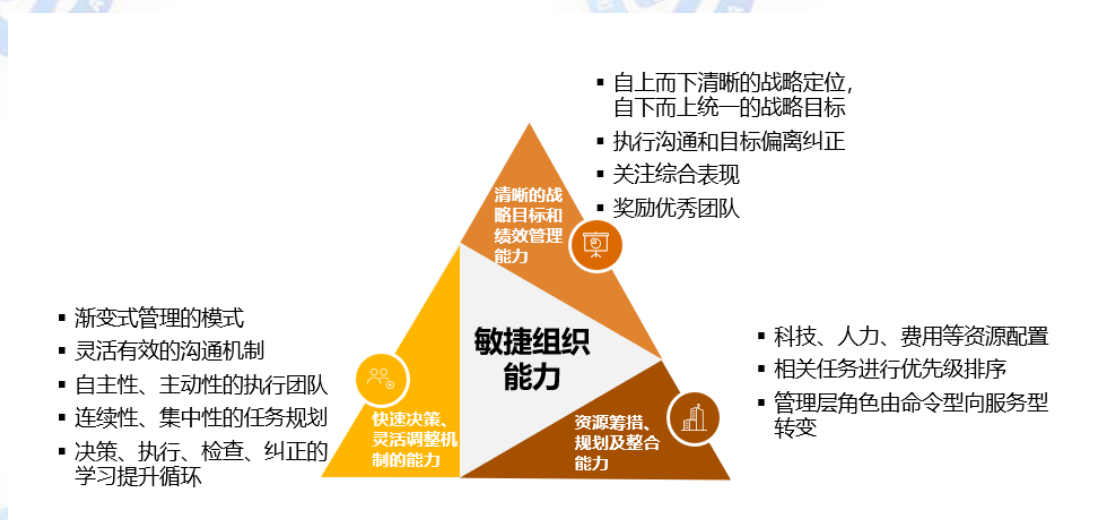 自上而下清晰的战略定位，
自下而上统一的战略目标
执行沟通和目标偏离纠正
关注综合表现
奖励优秀团队
清晰的战
略目标和
绩效管理
能力
渐变式管理的模式
灵活有效的沟通机制
自主性、主动性的执行团队
连续性、集中性的任务规划
决策、执行、检查、纠正的
学习提升循环
敏捷组织
能力
快速决策、
灵活调整机
制的能力
资源筹措、
规划及整合
能力
科技、人力、费用等资源配置
相关任务进行优先级排序
管理层角色由命令型向服务型
转变